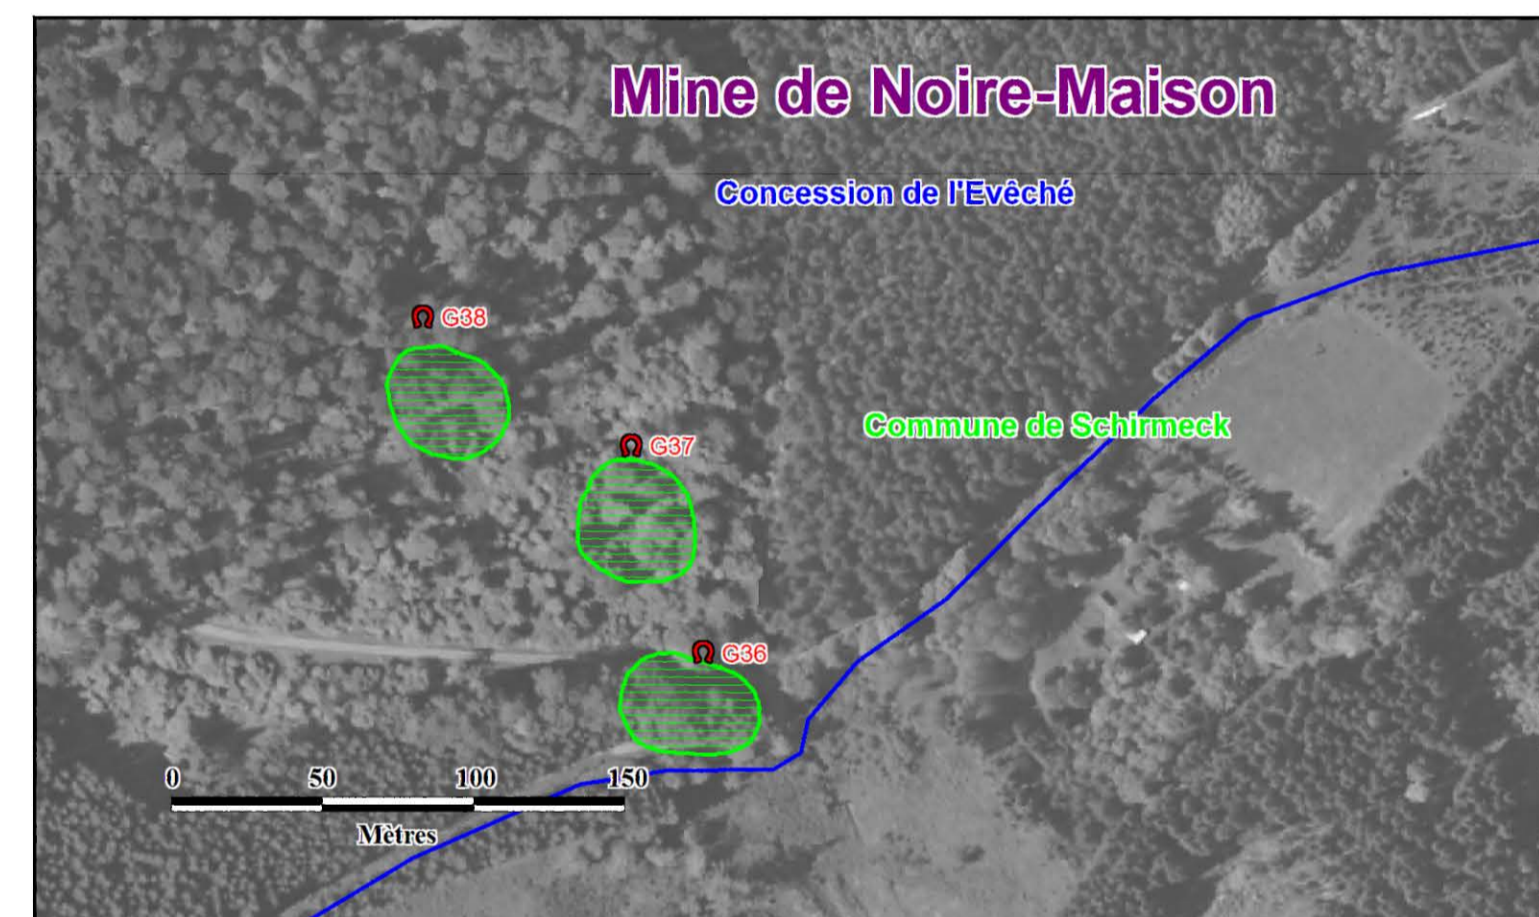 Mine de Noire-Maison
Concession de l'Evêché
G38
Commune de Schirmeck
G37
G36
0 50 100 150
Mètres